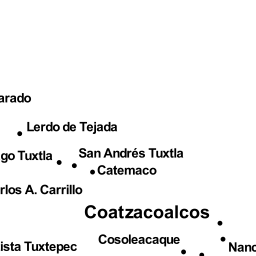 arado
Lerdo de Tejada
go Tuxtla
San Andrés Tuxtla
Catemaco
rlos A. Carrillo
Coatzacoalcos
Cosoleacaque
Nanc
ista Tuxtepec